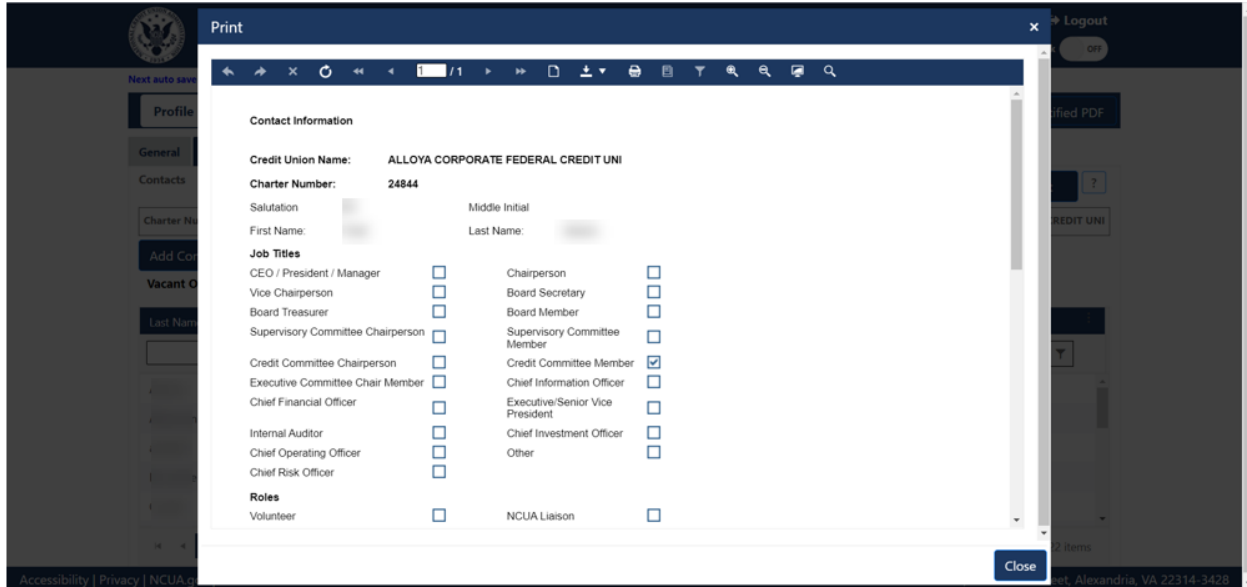 Print
×
Logout
OFF
Next auto save
1 / 1
Profile
ified PDF
Contact Information
General
Credit Union Name: ALLOYA CORPORATE FEDERAL CREDIT UNI
Contacts
Charter Number: 24844
?
Salutation Middle Initial
Charter Nu
REDIT UNI
First Name: Last Name:
Job Titles
Add Con
CEO / President / Manager Chairperson
Vacant O
Vice Chairperson Board Secretary
Board Treasurer Board Member
Last Nam
Supervisory Committee Chairperson Supervisory Committee
Member
Credit Committee Chairperson Credit Committee Member
Executive Committee Chair Member Chief Information Officer
Chief Financial Officer Executive/Senior Vice
President
Internal Auditor Chief Investment Officer
Chief Operating Officer Other
Chief Risk Officer
Roles
Volunteer NCUA Liaison
22 items
Close
Accessibility | Privacy | NCUA.g
eet, Alexandria, VA 22314-3428